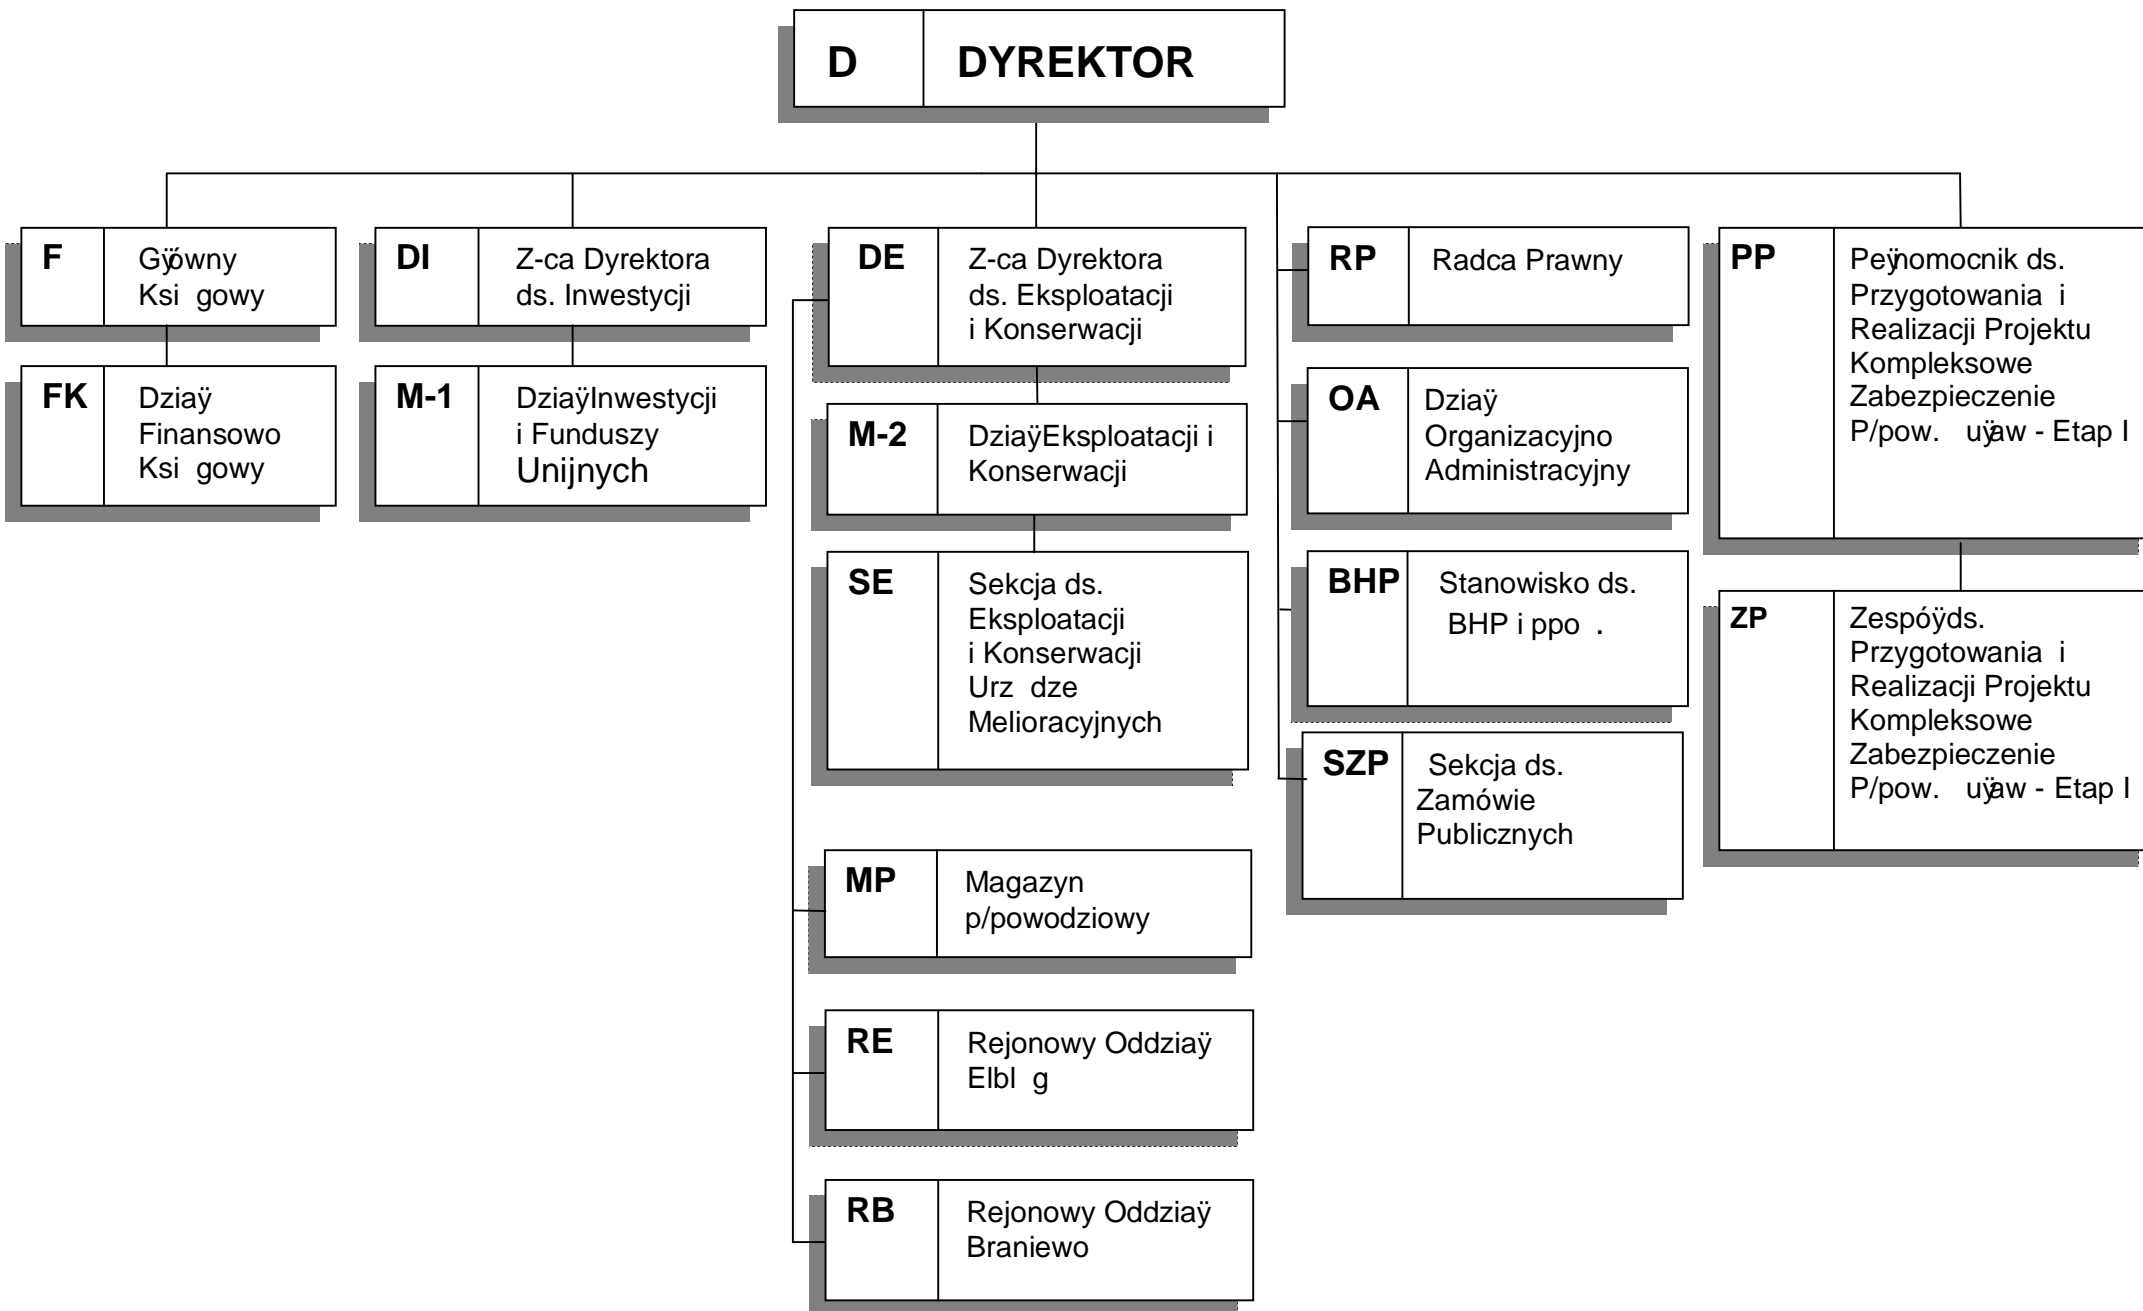 D DYREKTOR
F Gÿówny
Ksi gowy
DI Z-ca Dyrektora
ds. Inwestycji
DE Z-ca Dyrektora
ds. Eksploatacji
i Konserwacji
RP Radca Prawny
PP Peÿnomocnik ds.
Przygotowania i
Realizacji Projektu
Kompleksowe
Zabezpieczenie
P/pow. uÿaw - Etap I
FK Dziaÿ
Finansowo
Ksi gowy
M-1 DziaÿInwestycji
i Funduszy
Unijnych
M-2 DziaÿEksploatacji i
Konserwacji
OA Dziaÿ
Organizacyjno
Administracyjny
SE Sekcja ds.
Eksploatacji
i Konserwacji
Urz dze
Melioracyjnych
BHP Stanowisko ds.
BHP i ppo .
ZP Zespóÿds.
Przygotowania i
Realizacji Projektu
Kompleksowe
Zabezpieczenie
P/pow. uÿaw - Etap I
SZP Sekcja ds.
Zamówie
Publicznych
MP Magazyn
p/powodziowy
RE Rejonowy Oddziaÿ
Elbl g
RB Rejonowy Oddziaÿ
Braniewo